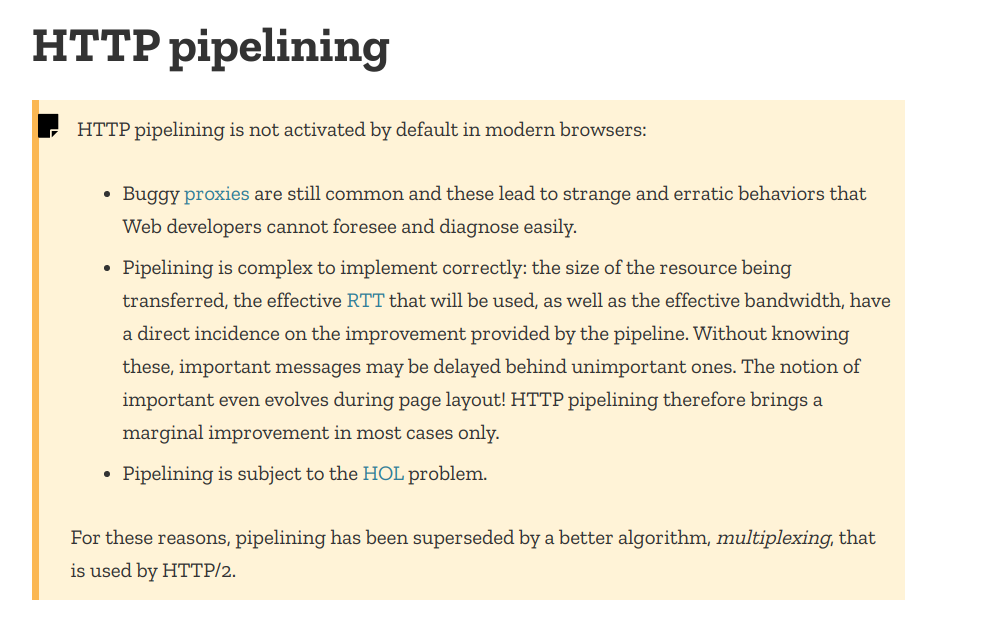 HTTP pipelining
HTTP pipelining is not activated by default in modern browsers:
• Buggy proxies are still common and these lead to strange and erratic behaviors that
Web developers cannot foresee and diagnose easily.
• Pipelining is complex to implement correctly: the size of the resource being
transferred, the effective RTT that will be used, as well as the effective bandwidth, have
a direct incidence on the improvement provided by the pipeline. Without knowing
these, important messages may be delayed behind unimportant ones. The notion of
important even evolves during page layout! HTTP pipelining therefore brings a
marginal improvement in most cases only.
• Pipelining is subject to the HOL problem.
For these reasons, pipelining has been superseded by a better algorithm, multiplexing, that
is used by HTTP/2.